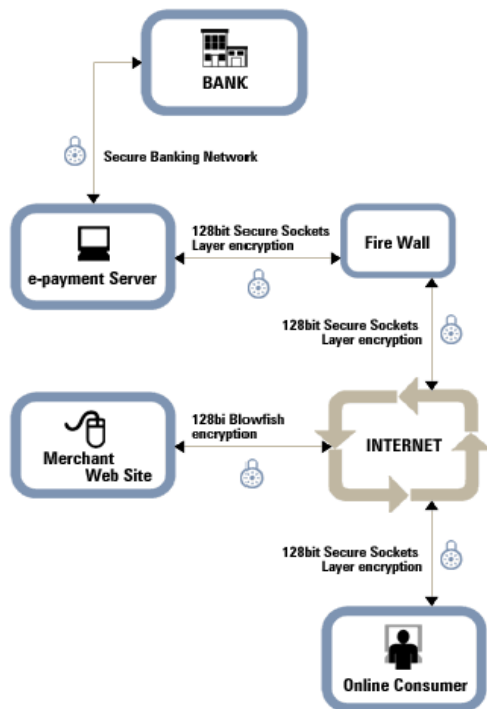 BANK
Secure Banking Network
128bit Secure Sockets
Layer encryption
e-payment Server
Fire Wall
128bit Secure Sockets
Layer encryption
128bi Blowfish
encryption
Merchant
Web Site
INTERNET
128bit Secure Sockets
Layer encryption
Online Consumer